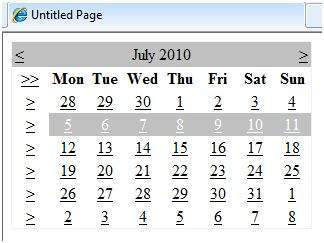 Untitled Page
< July 2010 >
>> Mon Tue Wed Thu Fri Sat Sun
> 28 29 30 1 2 3 4
> 5 6 7 8 9 10 11
> 12 13 14 15 16 17 18
> 19 20 21 22 23 24 25
> 26 27 28 29 30 31 1
> 2 3 4 5 6 7 8